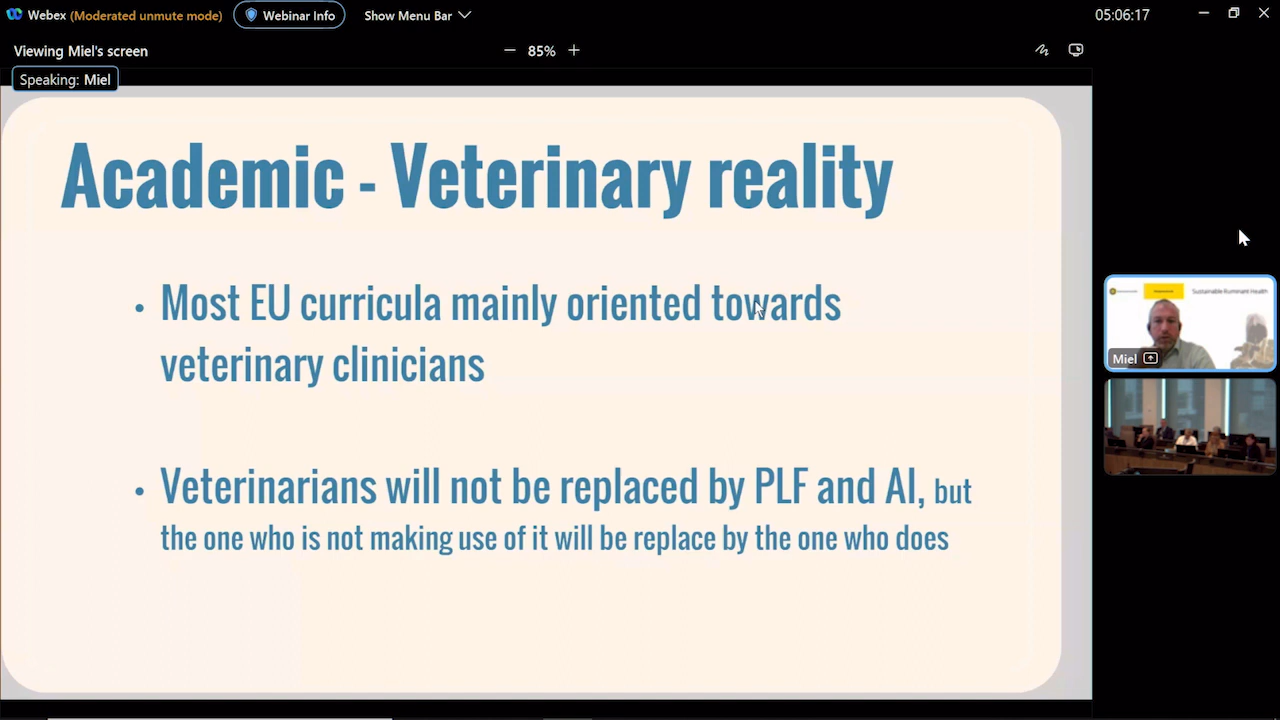 Webex (Moderated unmute mode) Webinar Info Show Menu Bar 05:06:17
Viewing Miel's screen 85%
Speaking: Miel
Academic - Veterinary reality
• Most EU curricula mainly oriented towards
veterinary clinicians
• Veterinarians will not be replaced by PLF and AI, but
the one who is not making use of it will be replace by the one who does
Sustainable Ruminant Health
Miel